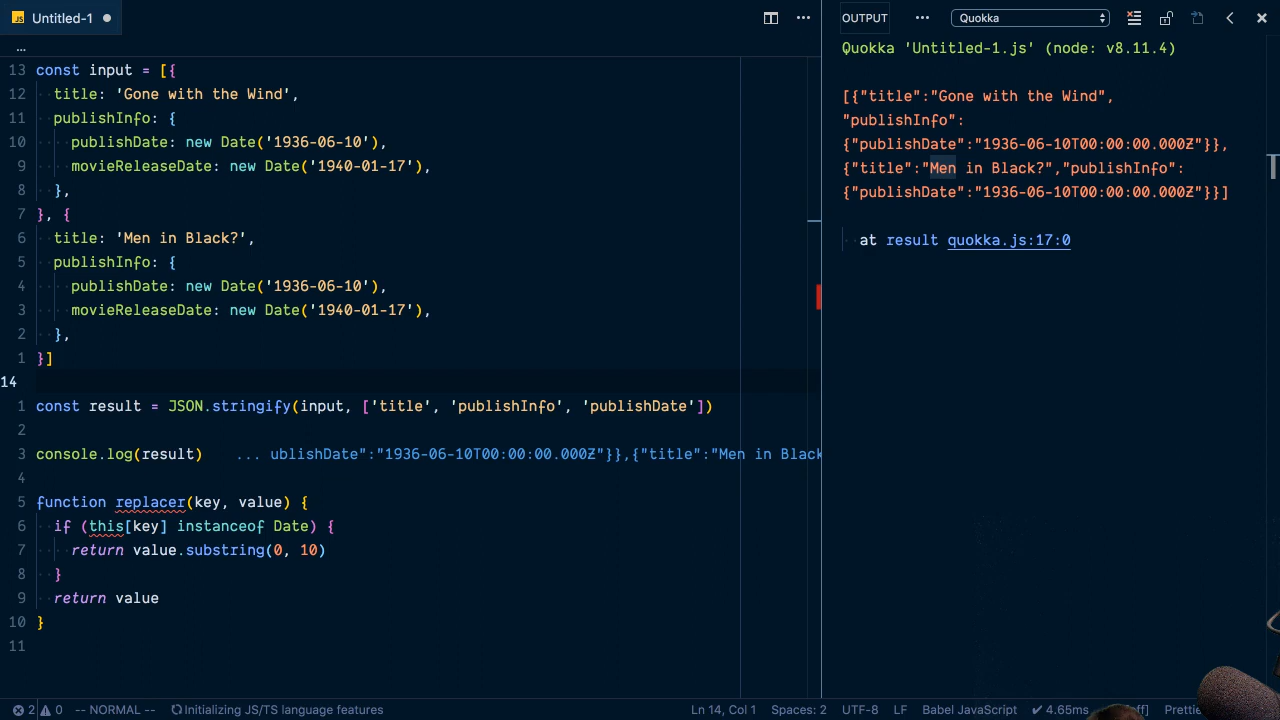 JS Untitled-1 ●
...
13 const input = [{
12 title: 'Gone with the Wind',
11 publishInfo: {
10 publishDate: new Date('1936-06-10'),
9 movieReleaseDate: new Date('1940-01-17'),
8 },
7 }, {
6 title: 'Men in Black?',
5 publishInfo: {
4 publishDate: new Date('1936-06-10'),
3 movieReleaseDate: new Date('1940-01-17'),
2 },
1 }]
14
1 const result = JSON.stringify(input, ['title', 'publishInfo', 'publishDate'])
2
3 console.log(result) ... ublishDate":"1936-06-10T00:00:00.000Z"}},{"title":"Men in Black
4
5 function replacer(key, value) {
6 if (this[key] instanceof Date) {
7 return value.substring(0, 10)
8 }
9 return value
10 }
11
OUTPUT ... Quokka
Quokka 'Untitled-1.js' (node: v8.11.4)
[{"title":"Gone with the Wind",
"publishInfo":
{"publishDate":"1936-06-10T00:00:00.000Z"}},
{"title":"Men in Black?","publishInfo":
{"publishDate":"1936-06-10T00:00:00.000Z"}}]
at result quokka.js:17:0
2 0 -- NORMAL -- Initializing JS/TS language features Ln 14, Col 1 Spaces: 2 UTF-8 LF Babel JavaScript ✔ 4.65ms